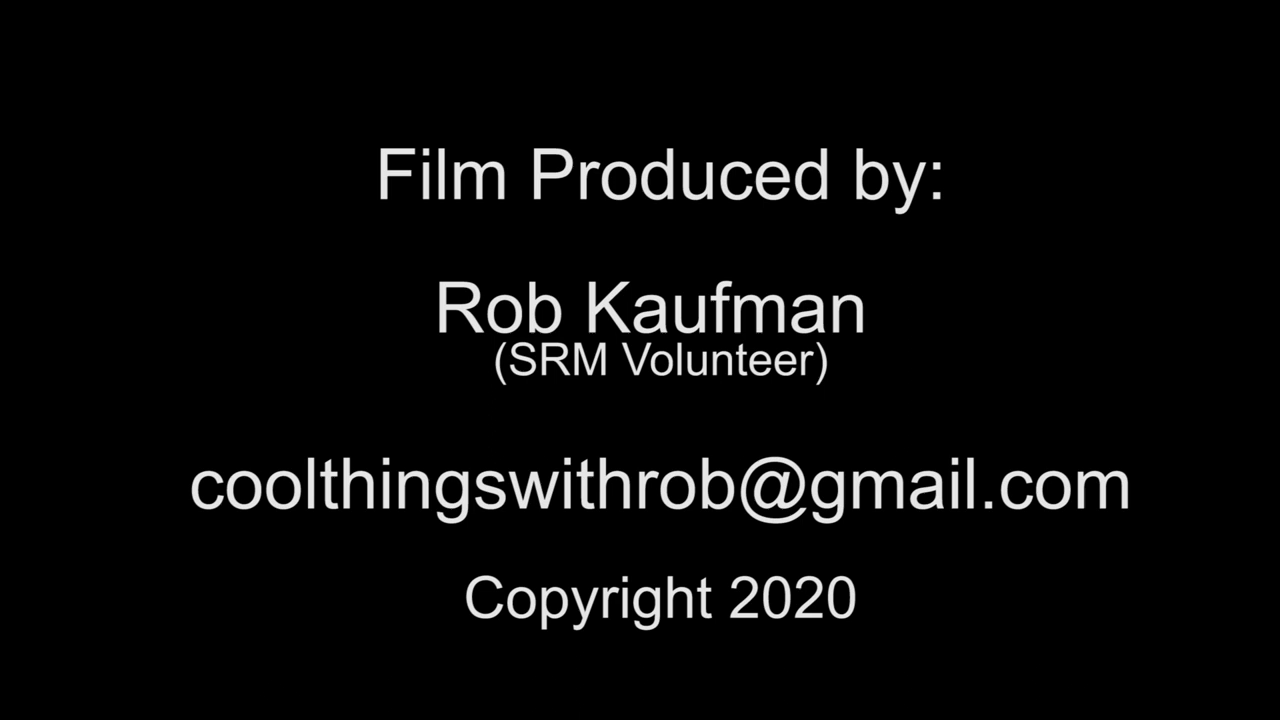 Film Produced by:
Rob Kaufman
(SRM Volunteer)
coolthingswithrob@gmail.com
Copyright 2020